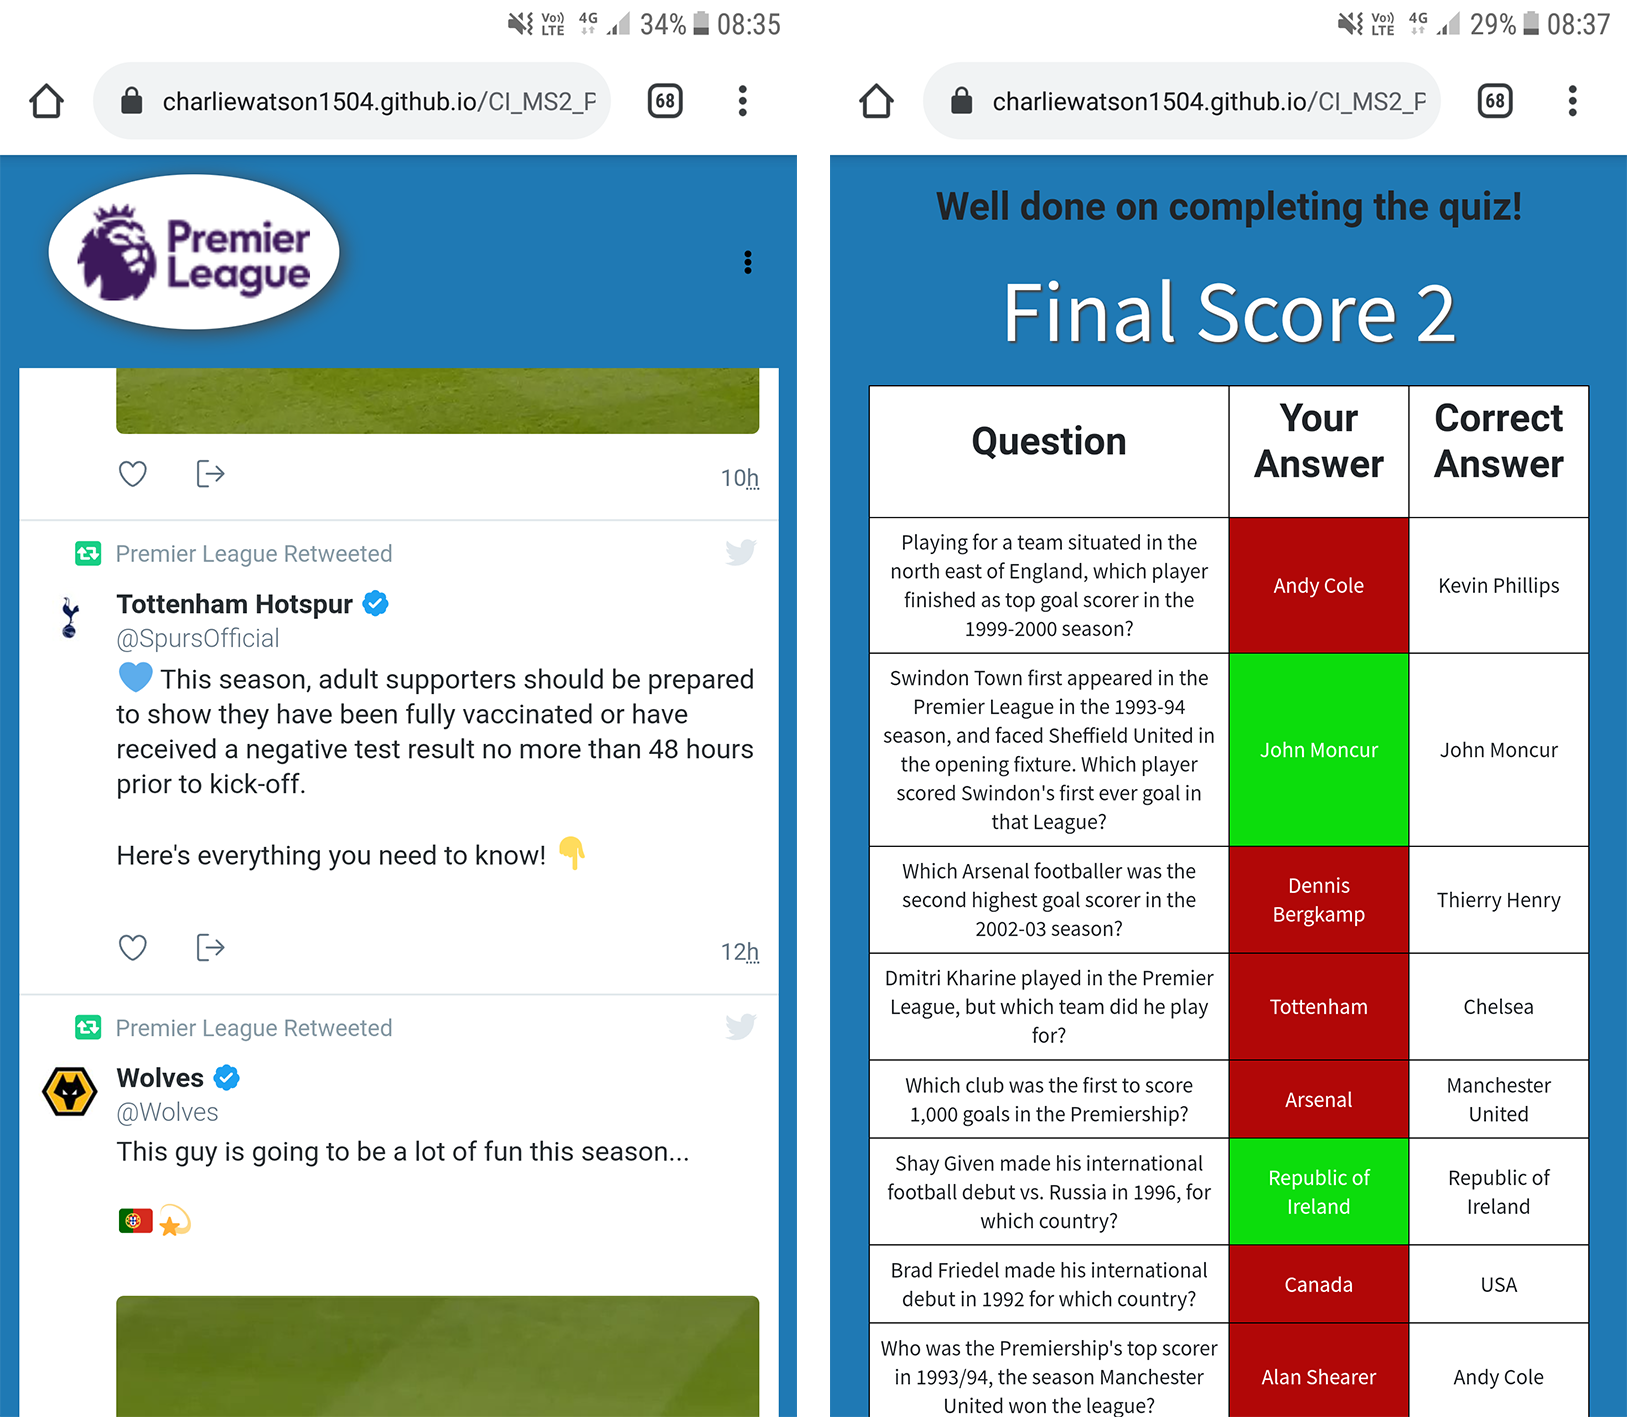 Vo)) LTE 4G 34% 08:35
charliewatson1504.github.io/CI_MS2_P
68
Premier
League
10h
Premier League Retweeted
Tottenham Hotspur
@SpursOfficial
💙 This season, adult supporters should be prepared
to show they have been fully vaccinated or have
received a negative test result no more than 48 hours
prior to kick-off.
Here's everything you need to know! 👇
12h
Premier League Retweeted
Wolves
@Wolves
This guy is going to be a lot of fun this season...
🇵🇹💫
Vo)) LTE 4G 29% 08:37
charliewatson1504.github.io/CI_MS2_P
68
Well done on completing the quiz!
Final Score 2
Question
Your
Answer
Correct
Answer
Playing for a team situated in the
north east of England, which player
finished as top goal scorer in the
1999-2000 season?
Andy Cole
Kevin Phillips
Swindon Town first appeared in the
Premier League in the 1993-94
season, and faced Sheffield United in
the opening fixture. Which player
scored Swindon's first ever goal in
that League?
John Moncur
John Moncur
Which Arsenal footballer was the
second highest goal scorer in the
2002-03 season?
Dennis
Bergkamp
Thierry Henry
Dmitri Kharine played in the Premier
League, but which team did he play
for?
Tottenham
Chelsea
Which club was the first to score
1,000 goals in the Premiership?
Arsenal
Manchester
United
Shay Given made his international
football debut vs. Russia in 1996, for
which country?
Republic of
Ireland
Republic of
Ireland
Brad Friedel made his international
debut in 1992 for which country?
Canada
USA
Who was the Premiership's top scorer
in 1993/94, the season Manchester
United won the league?
Alan Shearer
Andy Cole